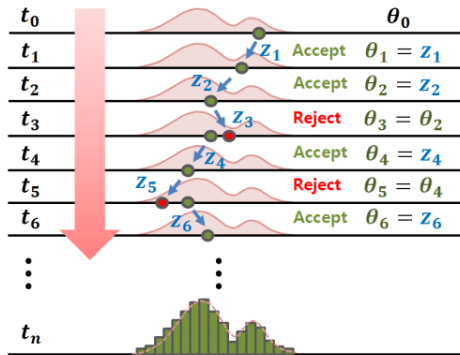 t₀ θ₀
t₁ z₁ Accept θ₁ = z₁
t₂ z₂ Accept θ₂ = z₂
t₃ z₃ Reject θ₃ = θ₂
t₄ z₄ Accept θ₄ = z₄
t₅ z₅ Reject θ₅ = θ₄
t₆ z₆ Accept θ₆ = z₆
⋮ ⋮
tₙ